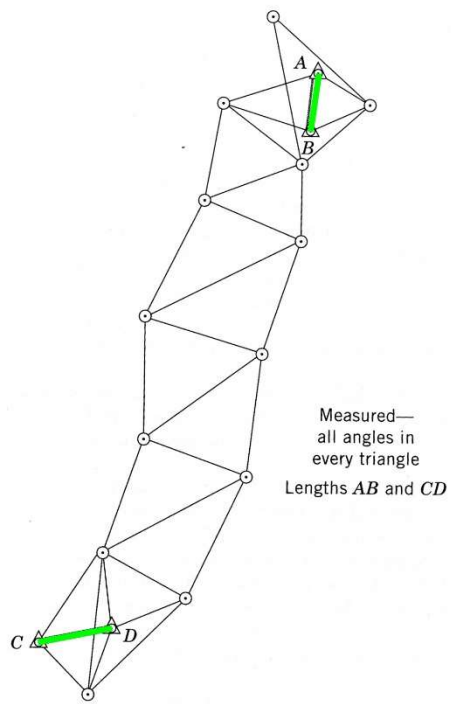 A
B
Measured—
all angles in
every triangle
Lengths AB and CD
C
D